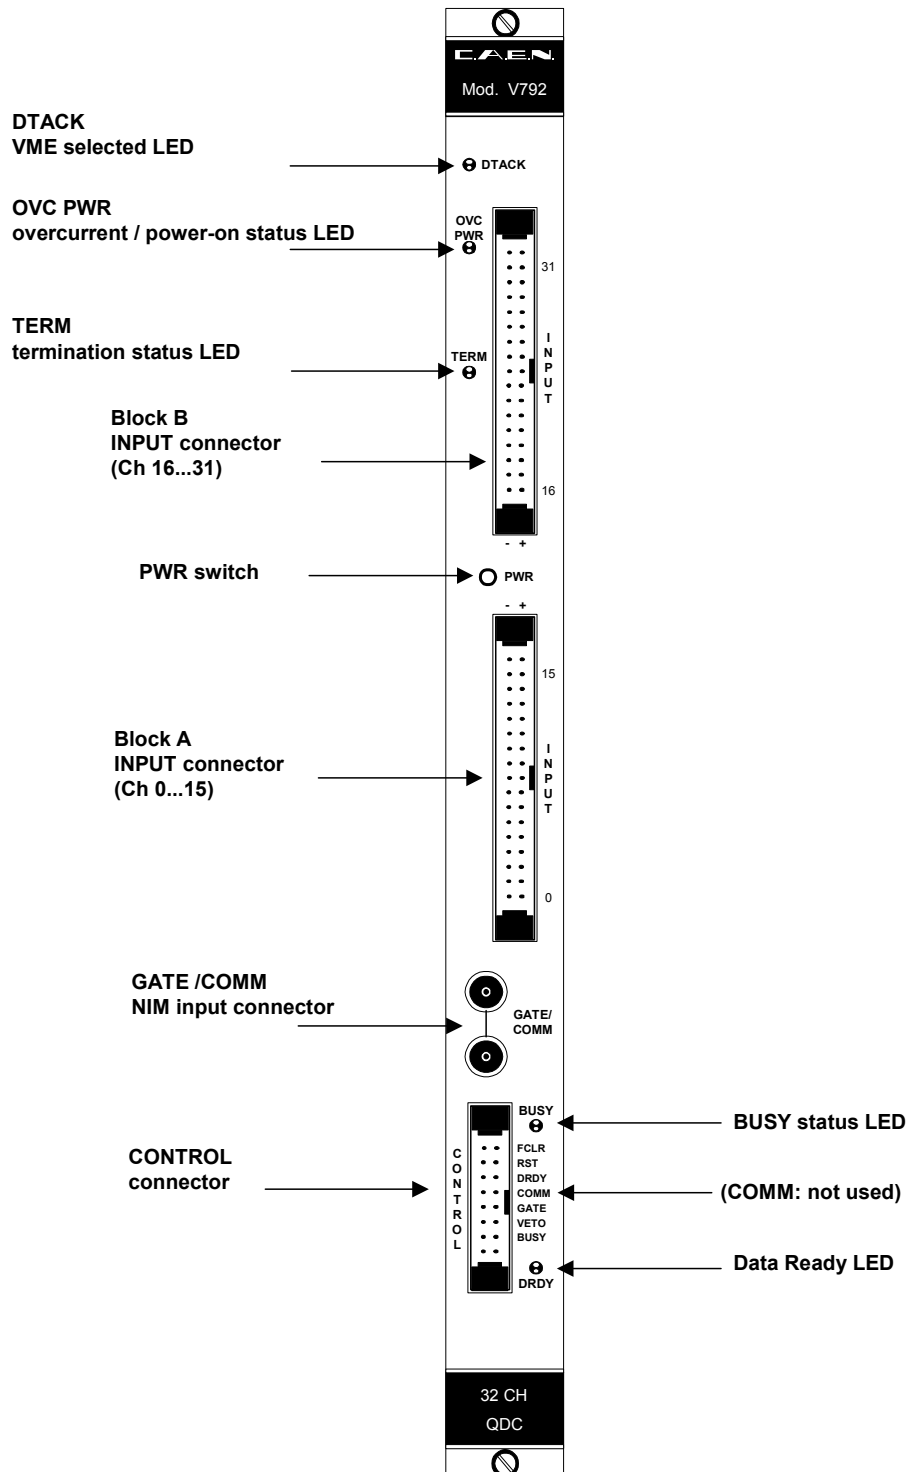 C.A.E.N.
Mod. V792
DTACK
VME selected LED
DTACK
OVC PWR
overcurrent / power-on status LED
OVC
PWR
31
TERM
termination status LED
TERM
INPUT
Block B
INPUT connector
(Ch 16...31)
16
- +
PWR switch
PWR
- +
15
Block A
INPUT connector
(Ch 0...15)
INPUT
0
GATE /COMM
NIM input connector
GATE/
COMM
BUSY
BUSY status LED
CONTROL
connector
CONTROL
FCLR
RST
DRDY
COMM
GATE
VETO
BUSY
(COMM: not used)
DRDY
Data Ready LED
32 CH
QDC